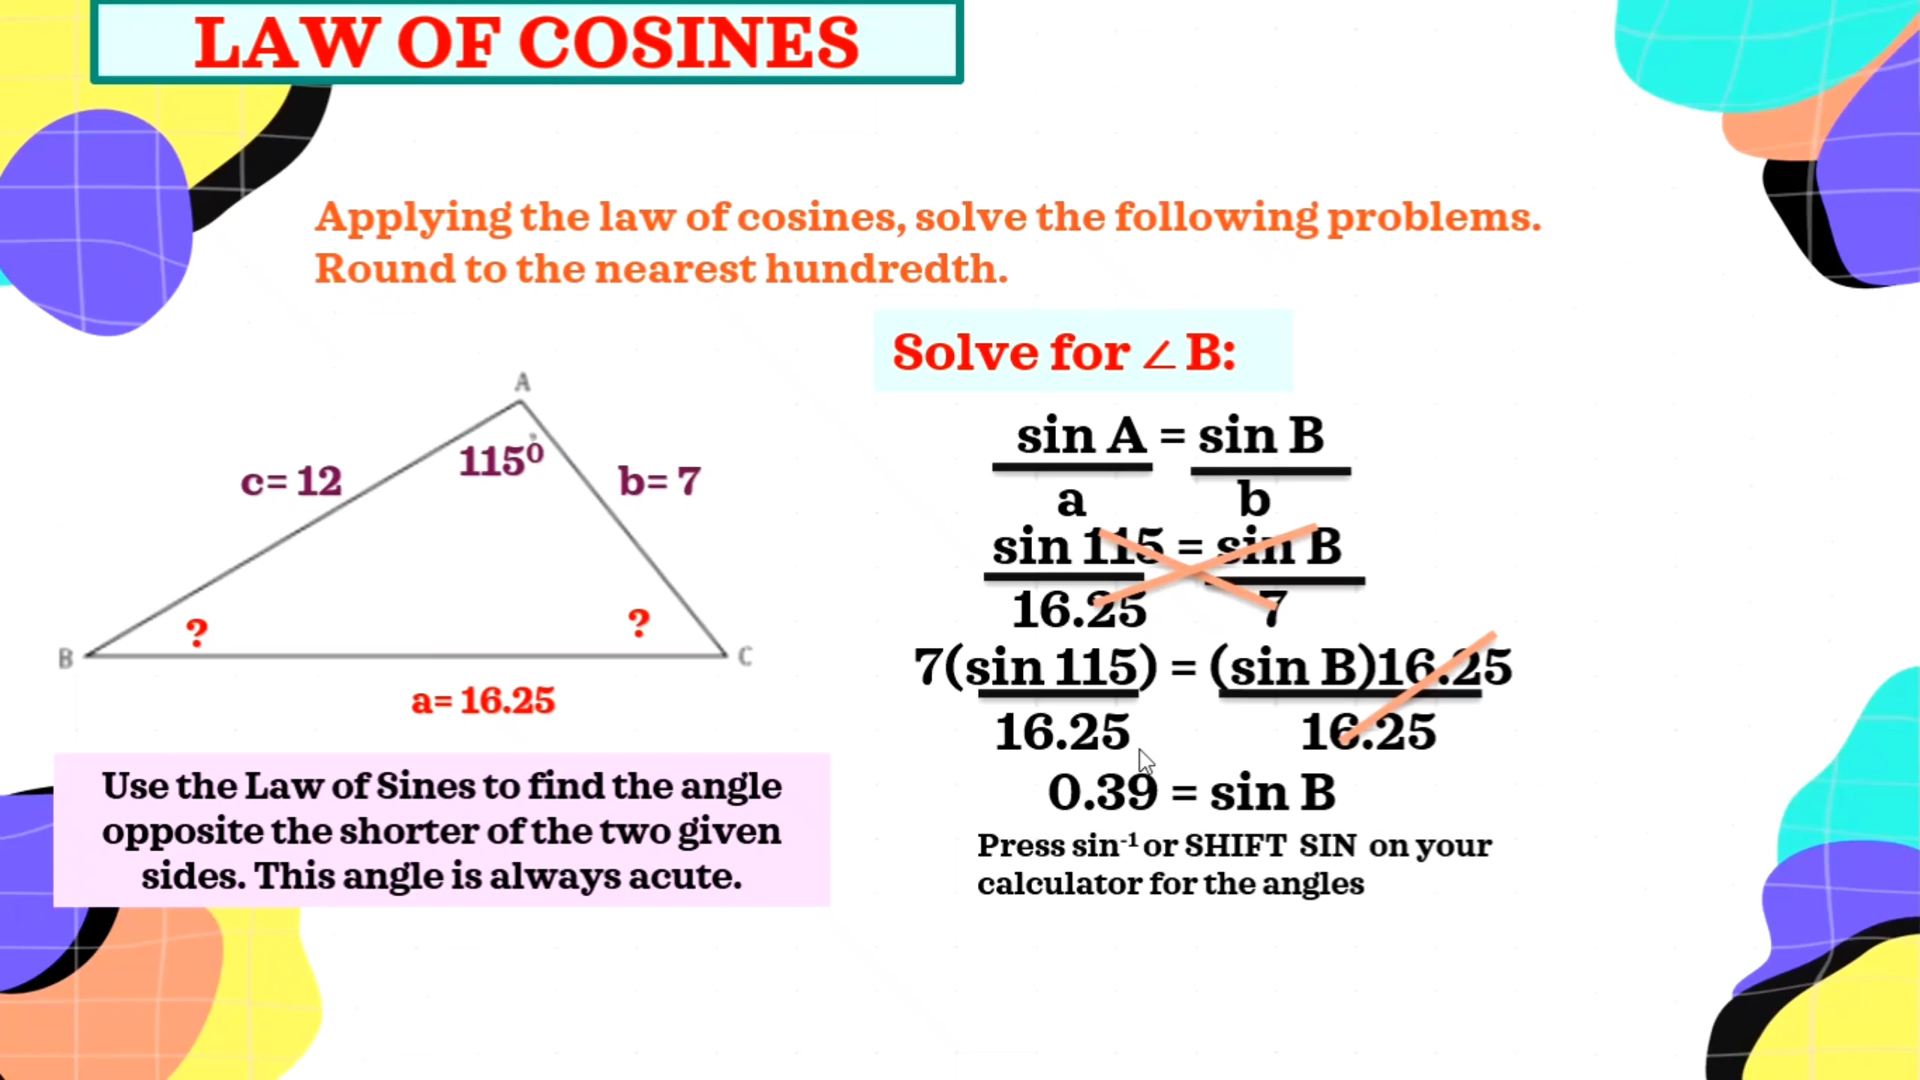 LAW OF COSINES
Applying the law of cosines, solve the following problems.
Round to the nearest hundredth.
Solve for ∠B:
A
115⁰
c= 12
b= 7
?
?
B
C
a= 16.25
sin A = sin B
a b
sin 115 = sin B
16.25 7
7(sin 115) = (sin B)16.25
16.25 16.25
0.39 = sin B
Press sin⁻¹ or SHIFT SIN on your
calculator for the angles
Use the Law of Sines to find the angle
opposite the shorter of the two given
sides. This angle is always acute.